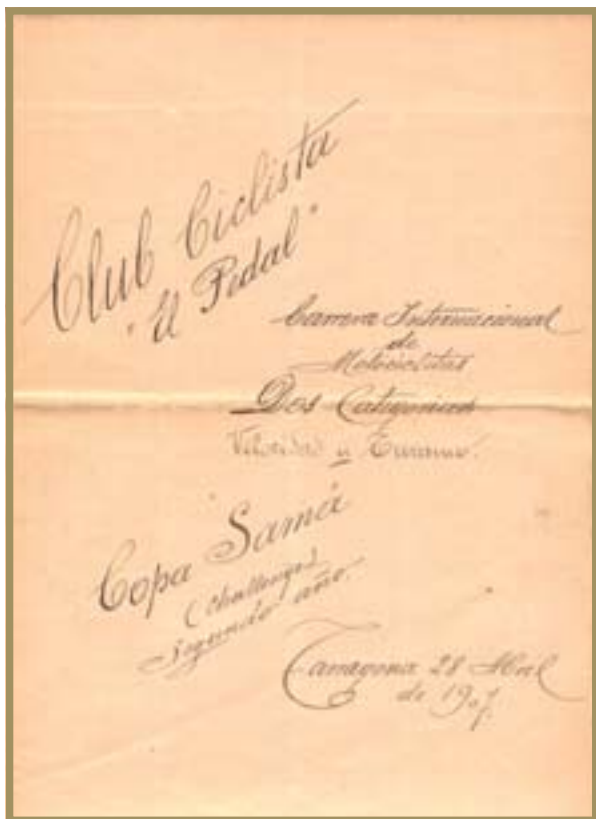 Club Ciclista
"El Pedal"
Carrera Internacional
de
Motocicletas
Dos Categorias
Velocidad y Turismo.
Copa "Samá"
(Challenge)
Segundo año.
Tarragona 28 Abril
de 1907.